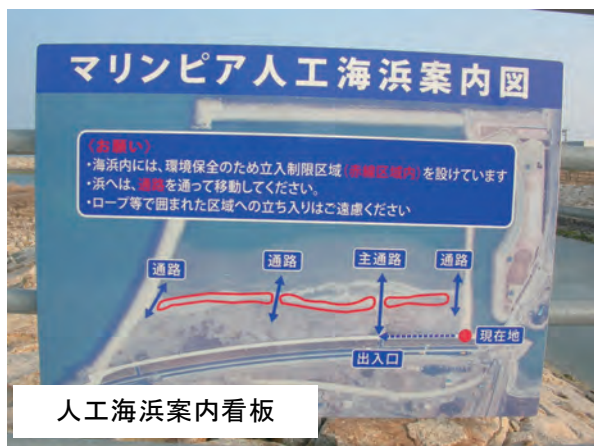 マリンピア人工海浜案内図
〈お願い〉
・海浜内には、環境保全のため立入制限区域(赤線区域内)を設けています
・浜へは、通路を通って移動してください。
・ロープ等で囲まれた区域への立ち入りはご遠慮ください
通路
通路
主通路
通路
現在地
出入口
人工海浜案内看板